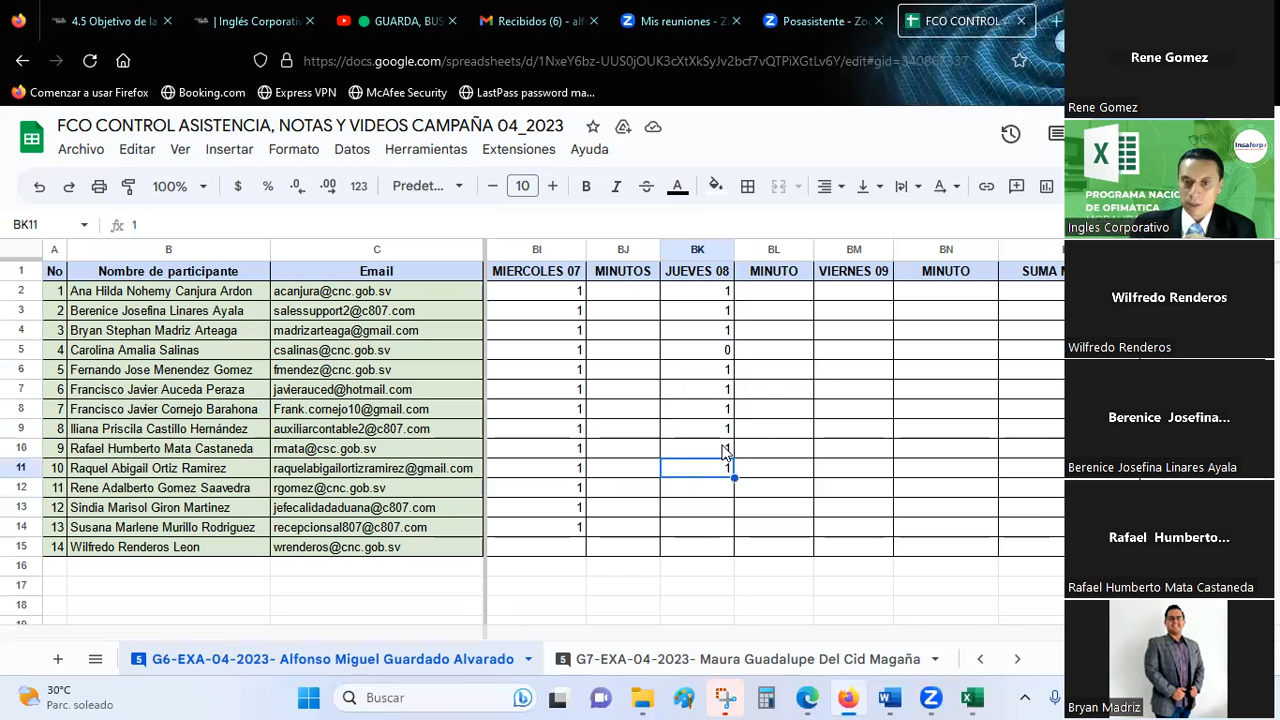 4.5 Objetivo de la
| Inglés Corporativ
GUARDA, BUS
Recibidos (6) - alf
Mis reuniones - Zo
Posasistente - Zoo
FCO CONTROL
https://docs.google.com/spreadsheets/d/
Comenzar a usar Firefox
Booking.com
Express VPN
McAfee Security
LastPass password ma...
FCO CONTROL ASISTENCIA, NOTAS Y VIDEOS CAMPAÑA 04_2023
Archivo Editar Ver Insertar Formato Datos Herramientas Extensiones Ayuda
100% $ % .0 .00 123 Predet... 10 B I A
BK11 fx 1
A B C BI BJ BK BL BM BN
1 No Nombre de participante Email MIERCOLES 07 MINUTOS JUEVES 08 MINUTO VIERNES 09 MINUTO SUMA
2 1 Ana Hilda Nohemy Canjura Ardon acanjura@cnc.gob.sv 1 1
3 2 Berenice Josefina Linares Ayala salessupport2@c807.com 1 1
4 3 Bryan Stephan Madriz Arteaga madrizarteaga@gmail.com 1 1
5 4 Carolina Amalia Salinas csalinas@cnc.gob.sv 1 0
6 5 Fernando Jose Menendez Gomez fmendez@cnc.gob.sv 1 1
7 6 Francisco Javier Auceda Peraza javierauced@hotmail.com 1 1
8 7 Francisco Javier Cornejo Barahona Frank.cornejo10@gmail.com 1 1
9 8 Iliana Priscila Castillo Hernández auxiliarcontable2@c807.com 1 1
10 9 Rafael Humberto Mata Castaneda rmata@csc.gob.sv 1 1
11 10 Raquel Abigail Ortiz Ramirez raquelabigailortizramirez@gmail.com 1 1
12 11 Rene Adalberto Gomez Saavedra rgomez@cnc.gob.sv 1
13 12 Sindia Marisol Giron Martinez jefecalidadaduana@c807.com 1
14 13 Susana Marlene Murillo Rodriguez recepcionsal807@c807.com 1
15 14 Wilfredo Renderos Leon wrenderos@cnc.gob.sv
16
17
18
5 G6-EXA-04-2023- Alfonso Miguel Guardado Alvarado
5 G7-EXA-04-2023- Maura Guadalupe Del Cid Magaña
30°C
Parc. soleado
Buscar
Rene Gomez
Rene Gomez
X
Insaforp
PROGRAMA NACI
DE OFIMATICA
Ingles Corporativo
Wilfredo Renderos
Wilfredo Renderos
Berenice Josefina...
Berenice Josefina Linares Ayala
Rafael Humberto...
Rafael Humberto Mata Castaneda
Bryan Madriz